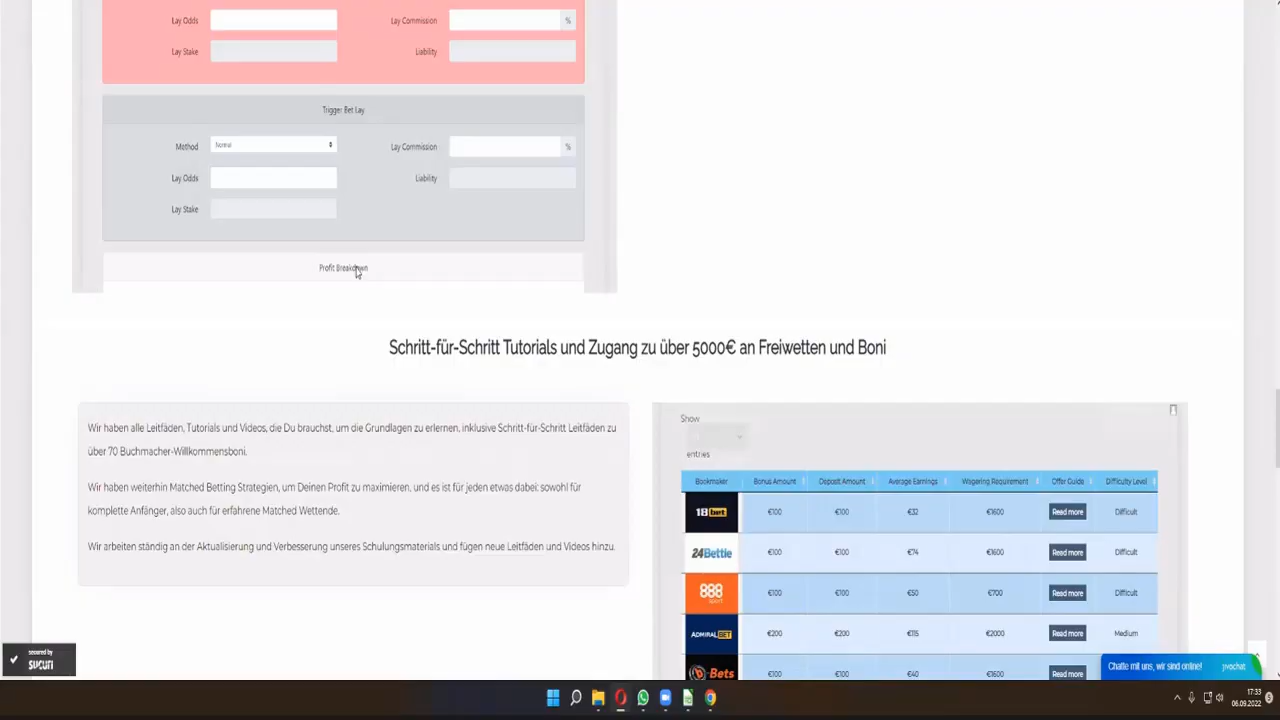 Lay Odds Lay Commission %
Lay Stake Liability
Trigger Bet Lay
Method Normal Lay Commission %
Lay Odds Liability
Lay Stake
Profit Breakdown
Schritt-für-Schritt Tutorials und Zugang zu über 5000€ an Freiwetten und Boni
Wir haben alle Leitfäden, Tutorials und Videos, die Du brauchst, um die Grundlagen zu erlernen, inklusive Schritt-für-Schritt Leitfäden zu
über 70 Buchmacher-Willkommensboni.
Wir haben weiterhin Matched Betting Strategien, um Deinen Profit zu maximieren, und es ist für jeden etwas dabei: sowohl für
komplette Anfänger, also auch für erfahrene Matched Wettende.
Wir arbeiten ständig an der Aktualisierung und Verbesserung unseres Schulungsmaterials und fügen neue Leitfäden und Videos hinzu.
Show
entries
Bookmaker Bonus Amount Deposit Amount Average Earnings Wagering Requirement Offer Guide Difficulty Level
18bet €100 €100 €32 €1600 Read more Difficult
24Bettle €100 €100 €74 €1600 Read more Difficult
888sport €100 €100 €50 €700 Read more Difficult
ADMIRALBET €200 €200 €115 €2000 Read more Medium
Bets €100 €100 €40 €1600 Read more Difficult
secured by
sucuri
Chatte mit uns, wir sind online! jivochat
17:33
06.09.2022